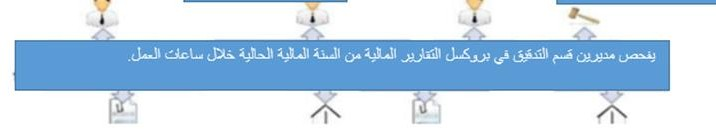 يفحص مديرين قسم التدقيق في بروكسل التقارير المالية من السنة المالية الحالية خلال ساعات العمل.